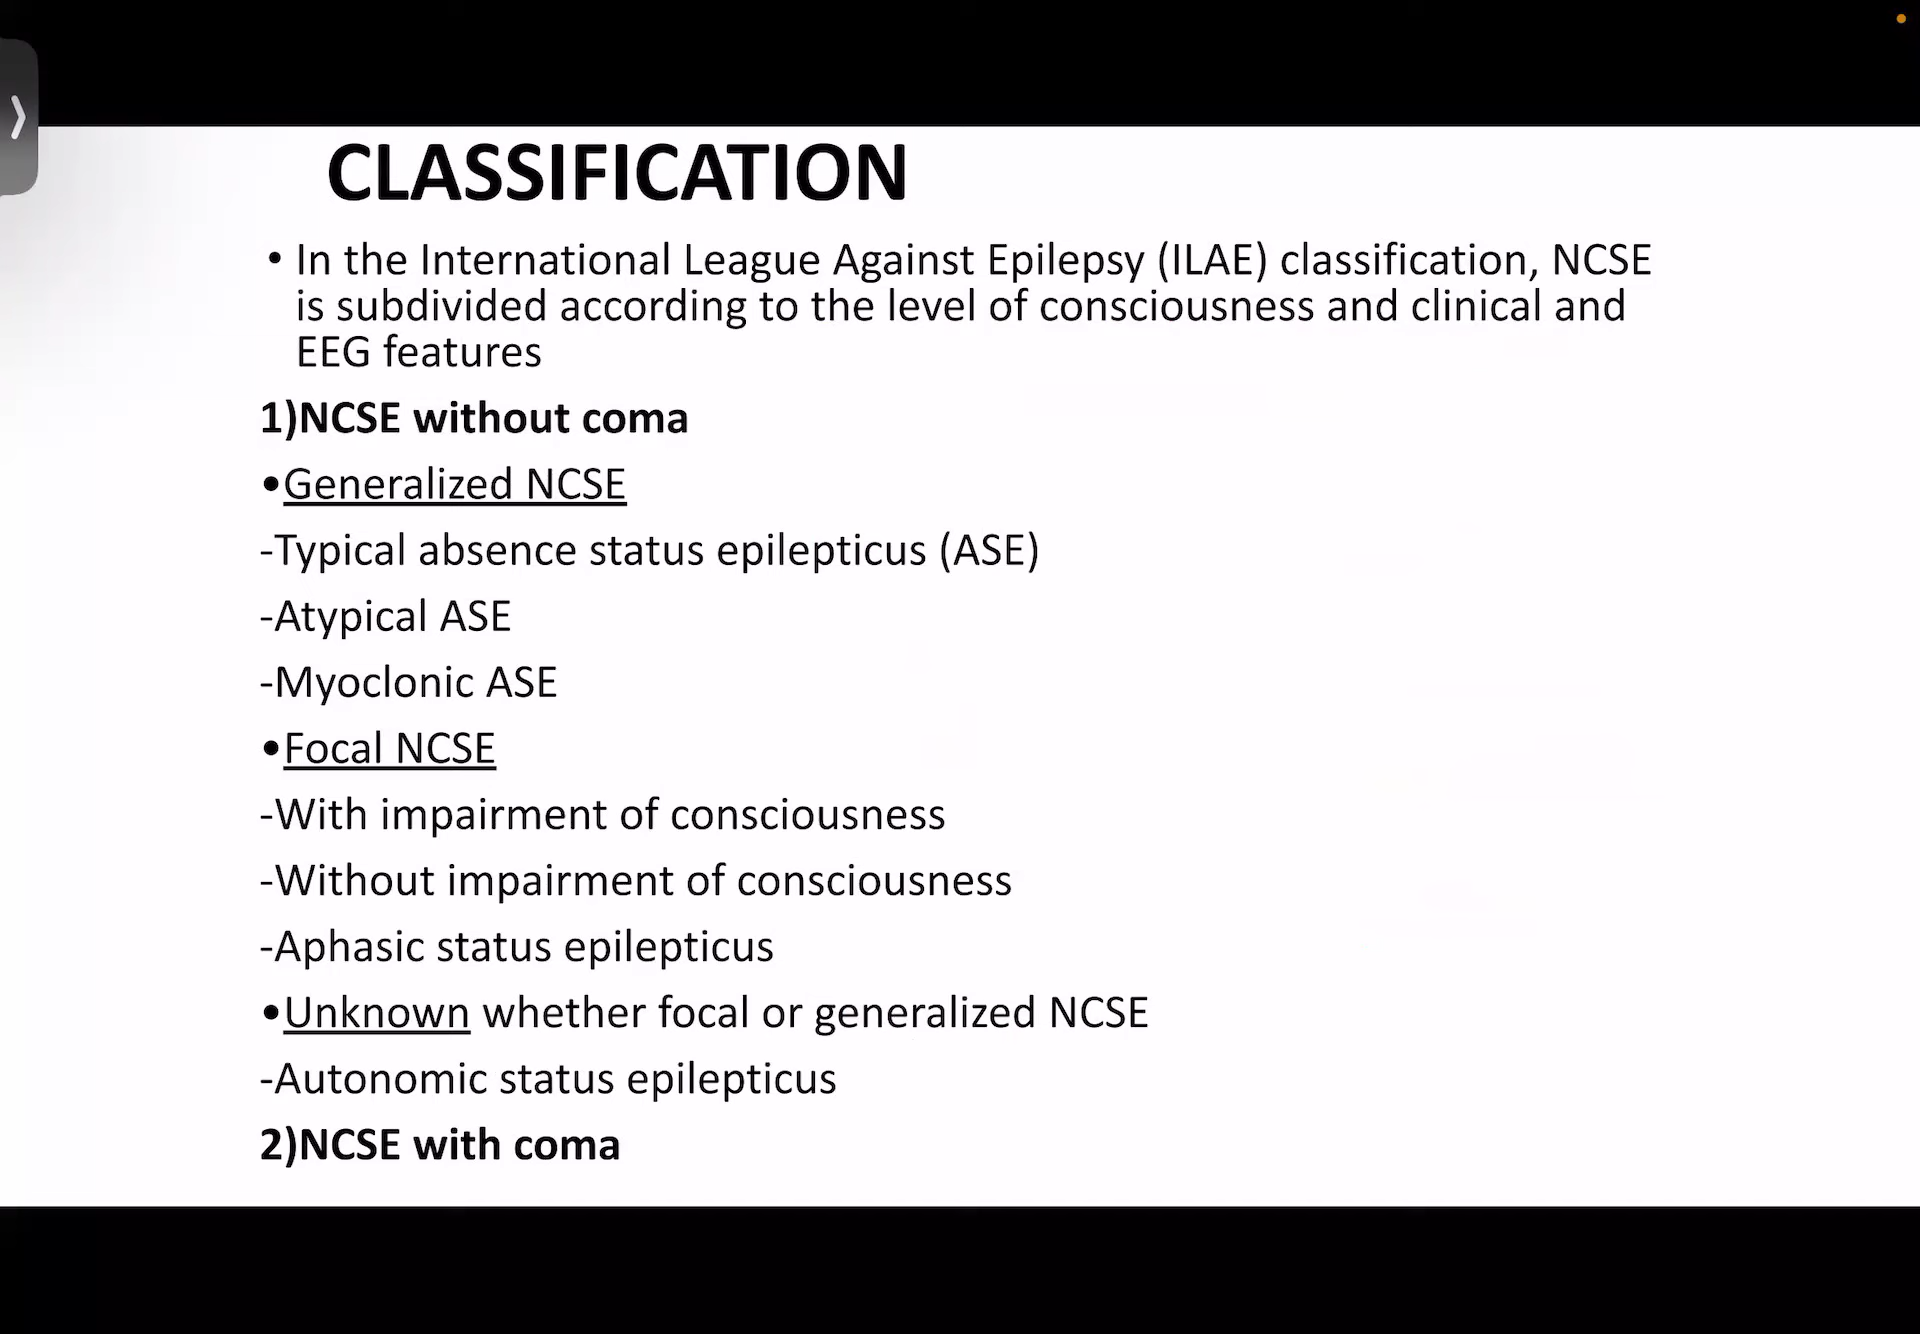 CLASSIFICATION
• In the International League Against Epilepsy (ILAE) classification, NCSE
is subdivided according to the level of consciousness and clinical and
EEG features
1)NCSE without coma
•Generalized NCSE
-Typical absence status epilepticus (ASE)
-Atypical ASE
-Myoclonic ASE
•Focal NCSE
-With impairment of consciousness
-Without impairment of consciousness
-Aphasic status epilepticus
•Unknown whether focal or generalized NCSE
-Autonomic status epilepticus
2)NCSE with coma